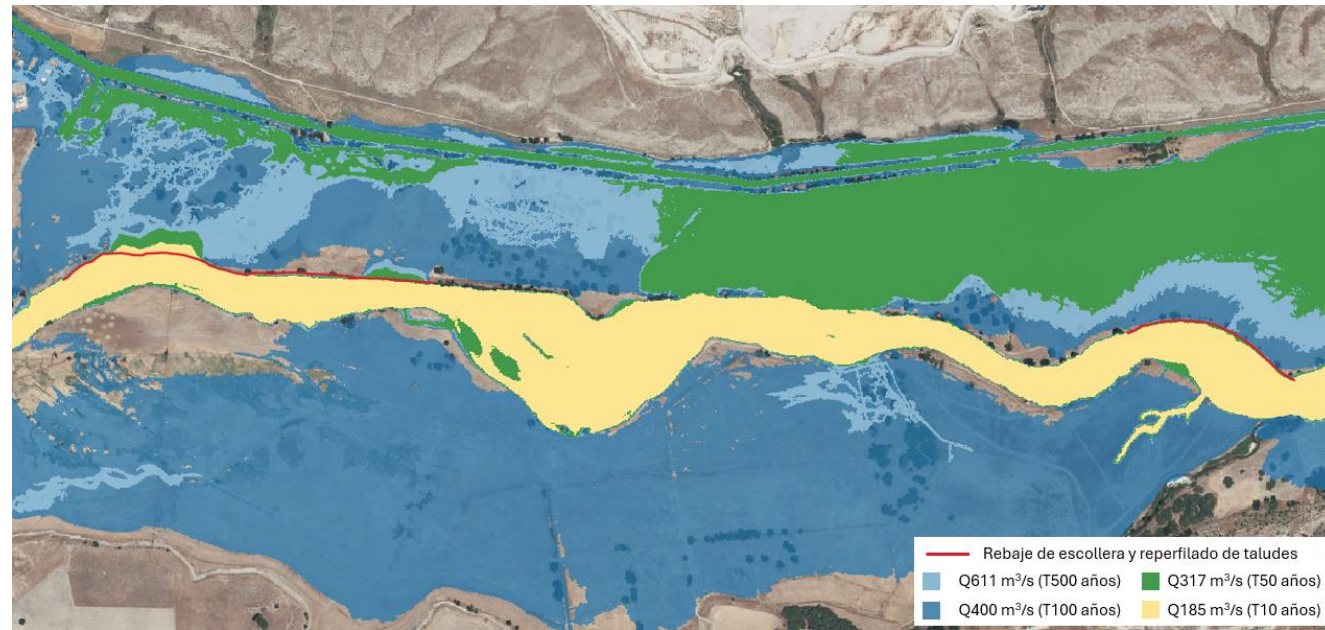 Rebaje de escollera y reperfilado de taludes
Q611 m³/s (T500 años) Q317 m³/s (T50 años)
Q400 m³/s (T100 años) Q185 m³/s (T10 años)